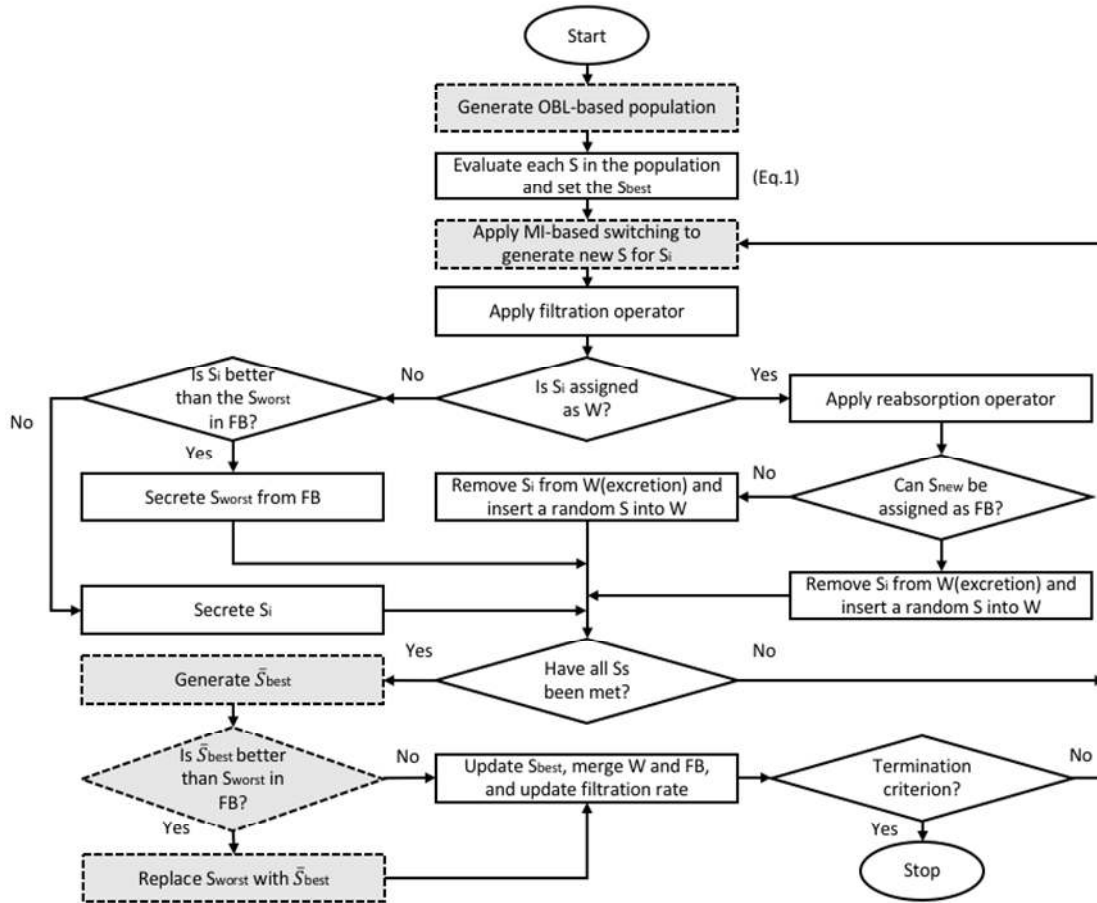 Start
Generate OBL-based population
Evaluate each S in the population
and set the Sbest
(Eq.1)
Apply MI-based switching to
generate new S for Si
Apply filtration operator
Is Si better
than the Sworst
in FB?
No
Is Si assigned
as W?
Yes
Apply reabsorption operator
No
Yes
Secrete Sworst from FB
Remove Si from W(excretion) and
insert a random S into W
No
Can Snew be
assigned as FB?
Secrete Si
Remove Si from W(excretion) and
insert a random S into W
Generate S̄best
Yes
Have all Ss
been met?
No
Is S̄best better
than Sworst in
FB?
No
Update Sbest, merge W and FB,
and update filtration rate
Termination
criterion?
No
Yes
Yes
Replace Sworst with S̄best
Stop